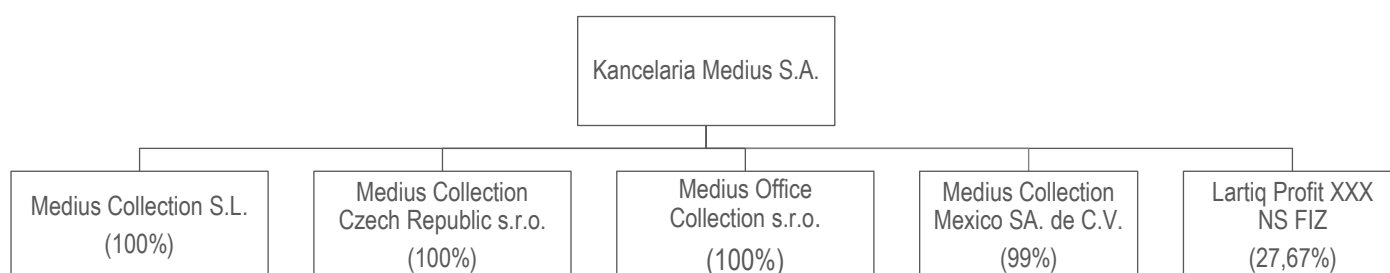 Kancelaria Medius S.A.
Medius Collection S.L.
(100%)
Medius Collection
Czech Republic s.r.o.
(100%)
Medius Office
Collection s.r.o.
(100%)
Medius Collection
Mexico SA. de C.V.
(99%)
Lartiq Profit XXX
NS FIZ
(27,67%)